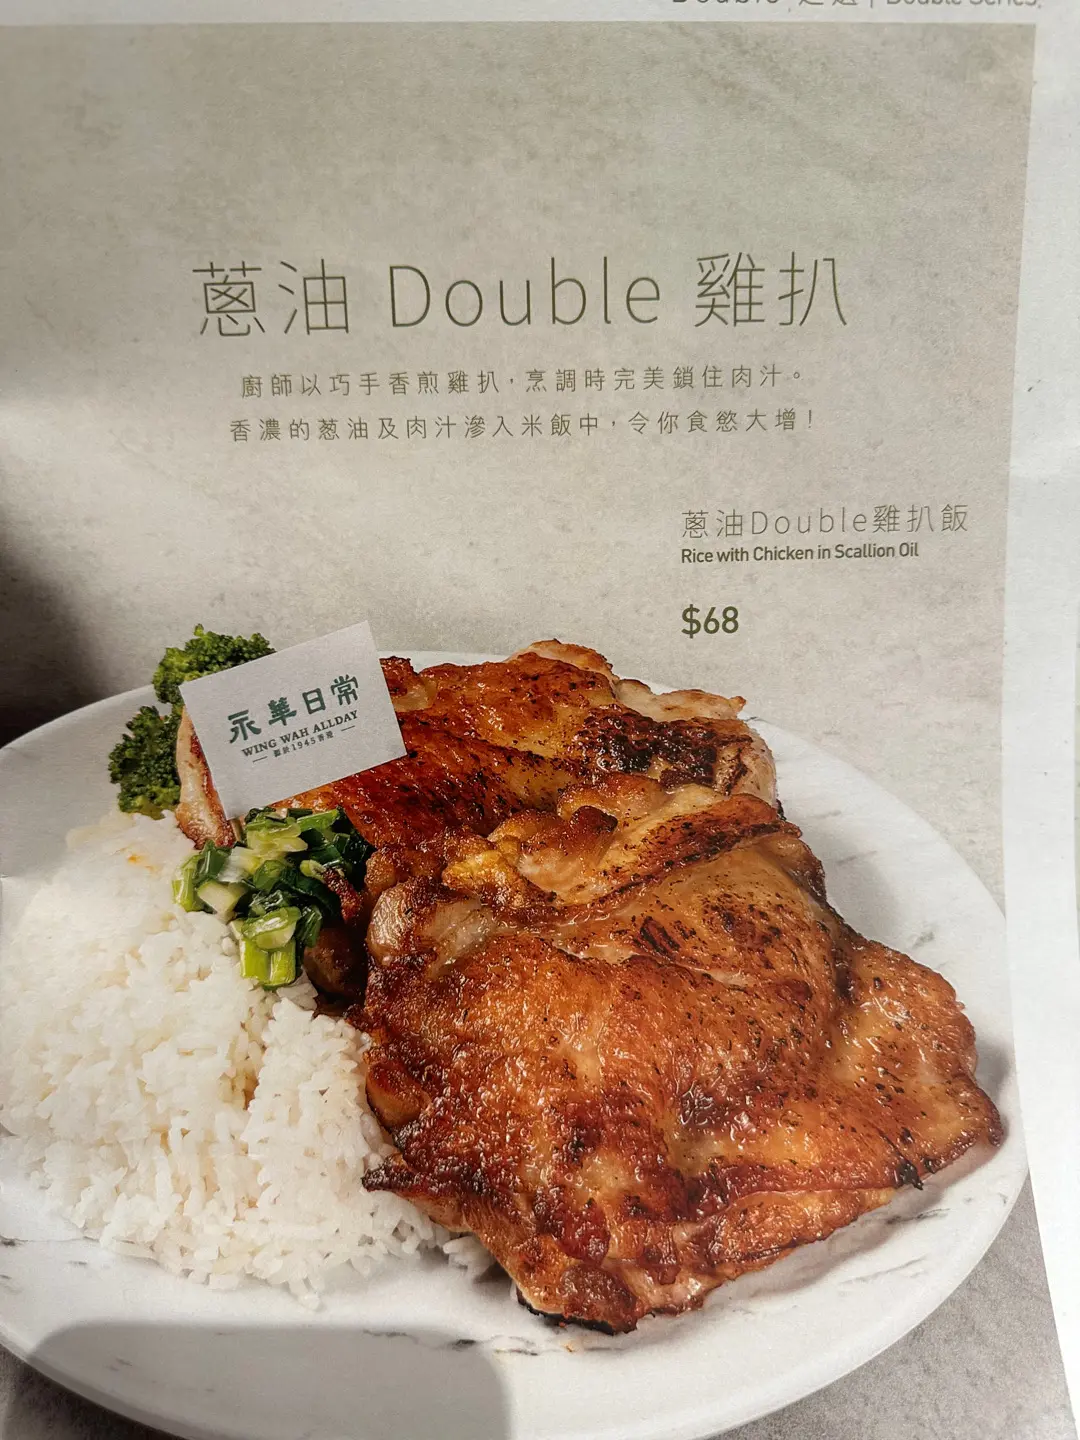 蔥油 Double 雞扒
廚師以巧手香煎雞扒，烹調時完美鎖住肉汁。
香濃的葱油及肉汁滲入米飯中，令你食慾大增！
蔥油Double雞扒飯
Rice with Chicken in Scallion Oil
$68
永華日常
WING WAH ALLDAY